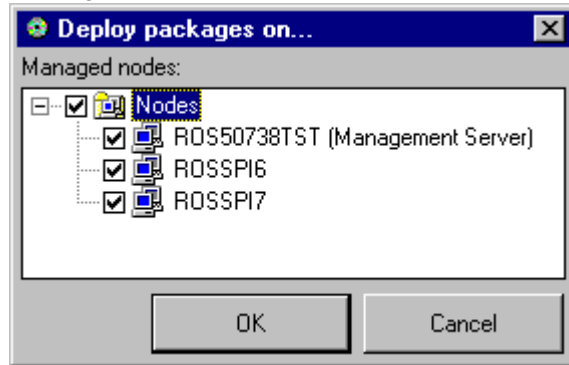 Deploy packages on...
Managed nodes:
Nodes
ROS50738TST (Management Server)
ROSSPI6
ROSSPI7
OK Cancel